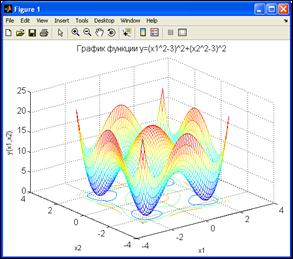 Figure 1
File Edit View Insert Tools Desktop Window Help
График функции y=(x1^2-3)^2+(x2^2-3)^2
25
20
15
10
5
0
y(x1,x2)
4
2
0
-2
-4
x2
-4
-2
0
2
4
x1